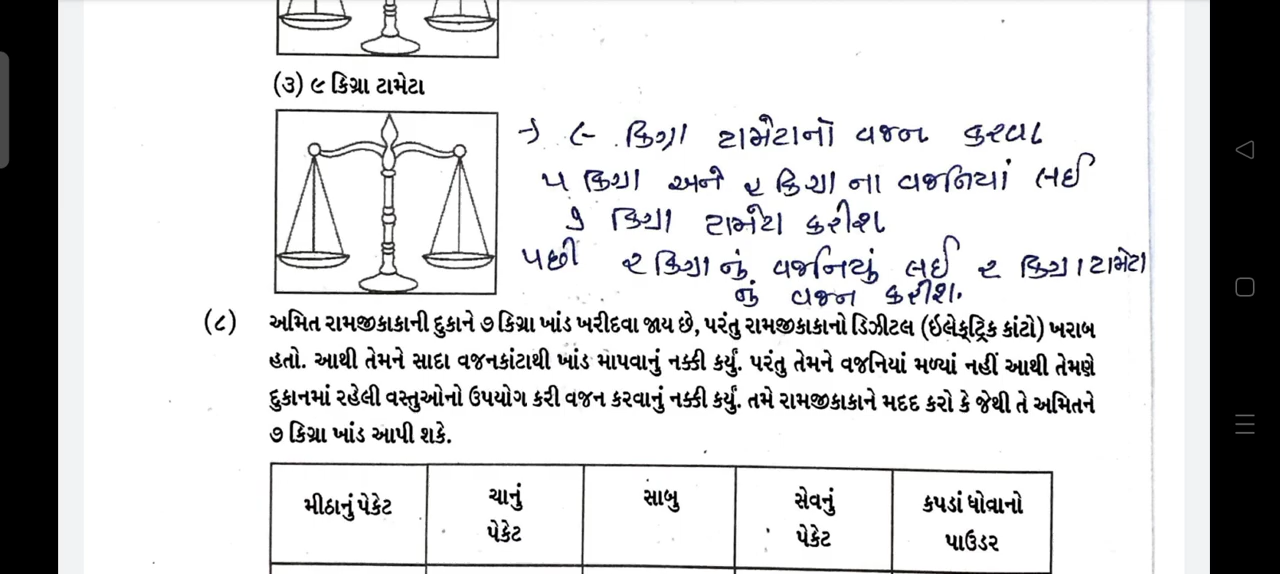 (૩) ૯ કિગ્રા ટામેટા
→ ૯ કિગ્રા ટામેટાનો વજન કરવા
૫ કિગ્રા અને ૨ કિગ્રા ના વજનિયાં લઈ
૭ કિગ્રા ટામેટા કરીશ
પછી ૨ કિગ્રા નું વજનિયું લઈ ૨ કિગ્રા ટામેટા
નું વજન કરીશ.
(૮) અમિત રામજીકાકાની દુકાને ૭ કિગ્રા ખાંડ ખરીદવા જાય છે, પરંતુ રામજીકાકાનો ડિઝીટલ (ઇલેક્ટ્રિક કાંટો) ખરાબ
હતો. આથી તેમને સાદા વજનકાંટાથી ખાંડ માપવાનું નક્કી કર્યું. પરંતુ તેમને વજનિયાં મળ્યાં નહીં આથી તેમણે
દુકાનમાં રહેલી વસ્તુઓનો ઉપયોગ કરી વજન કરવાનું નક્કી કર્યું. તમે રામજીકાકાને મદદ કરો કે જેથી તે અમિતને
૭ કિગ્રા ખાંડ આપી શકે.
મીઠાનું પેકેટ ચાનું સાબુ સેવનું કપડાં ધોવાનો
પેકેટ પેકેટ પાઉડર